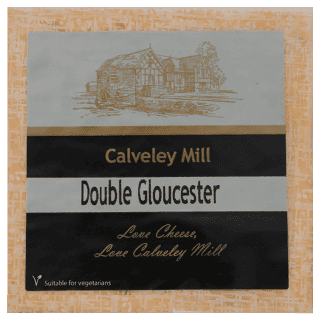 Calveley Mill
Double Gloucester
Love Cheese,
Love Calveley Mill
V Suitable for vegetarians